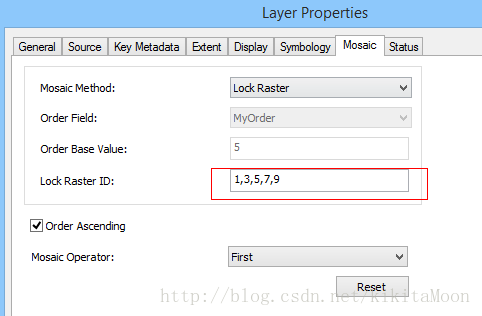 Layer Properties
General Source Key Metadata Extent Display Symbology Mosaic Status
Mosaic Method: Lock Raster
Order Field: MyOrder
Order Base Value: 5
Lock Raster ID: 1,3,5,7,9
Order Ascending
Mosaic Operator: First
Reset
http://blog.csdn.net/kikitaMoon